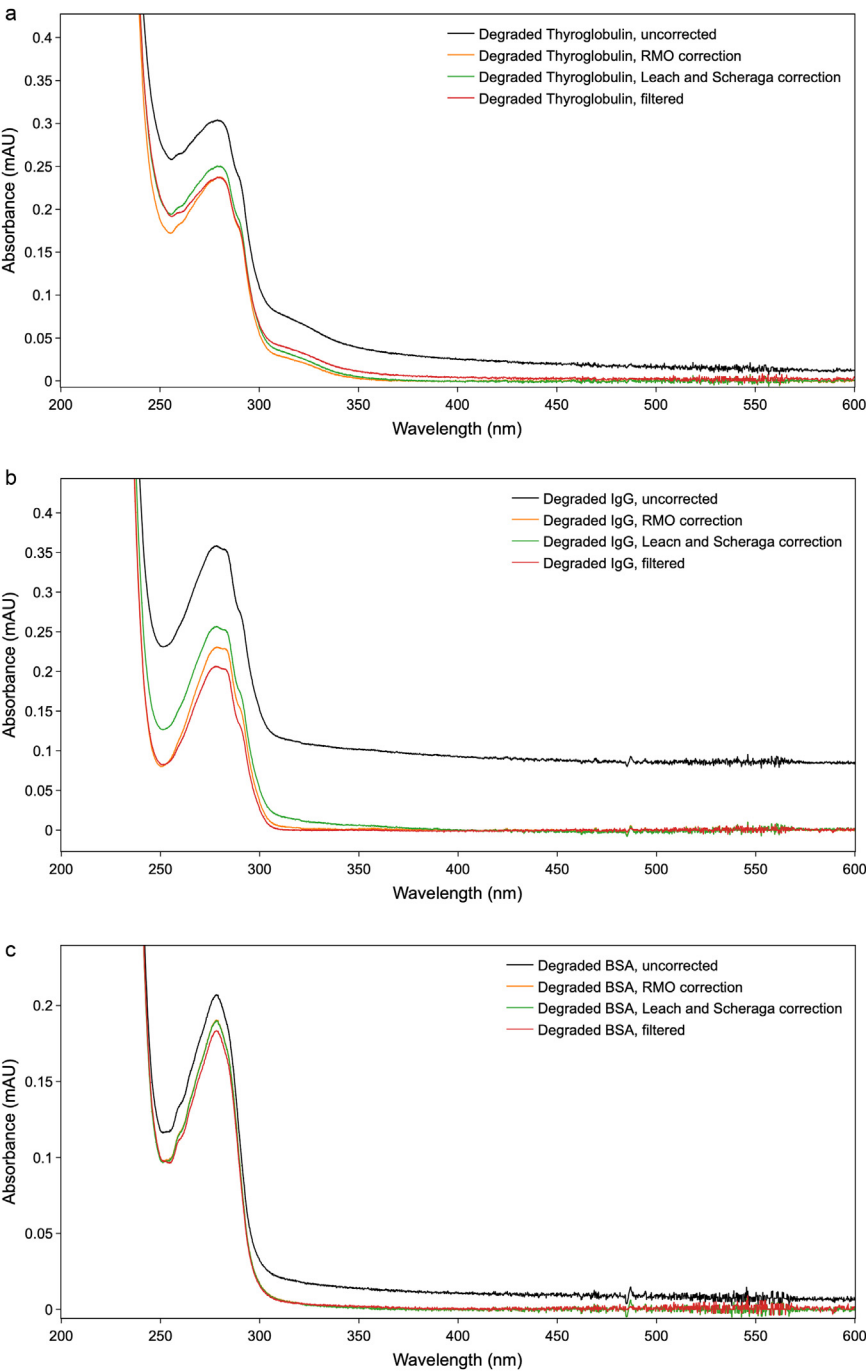 a
Degraded Thyroglobulin, uncorrected
Degraded Thyroglobulin, RMO correction
Degraded Thyroglobulin, Leach and Scheraga correction
Degraded Thyroglobulin, filtered
Absorbance (mAU)
0.4
0.35
0.3
0.25
0.2
0.15
0.1
0.05
0
200 250 300 350 400 450 500 550 600
Wavelength (nm)
b
Degraded IgG, uncorrected
Degraded IgG, RMO correction
Degraded IgG, Leacn and Scheraga correction
Degraded IgG, filtered
Absorbance (mAU)
0.4
0.35
0.3
0.25
0.2
0.15
0.1
0.05
0
200 250 300 350 400 450 500 550 600
Wavelength (nm)
c
Degraded BSA, uncorrected
Degraded BSA, RMO correction
Degraded BSA, Leach and Scheraga correction
Degraded BSA, filtered
Absorbance (mAU)
0.2
0.15
0.1
0.05
0
200 250 300 350 400 450 500 550 600
Wavelength (nm)